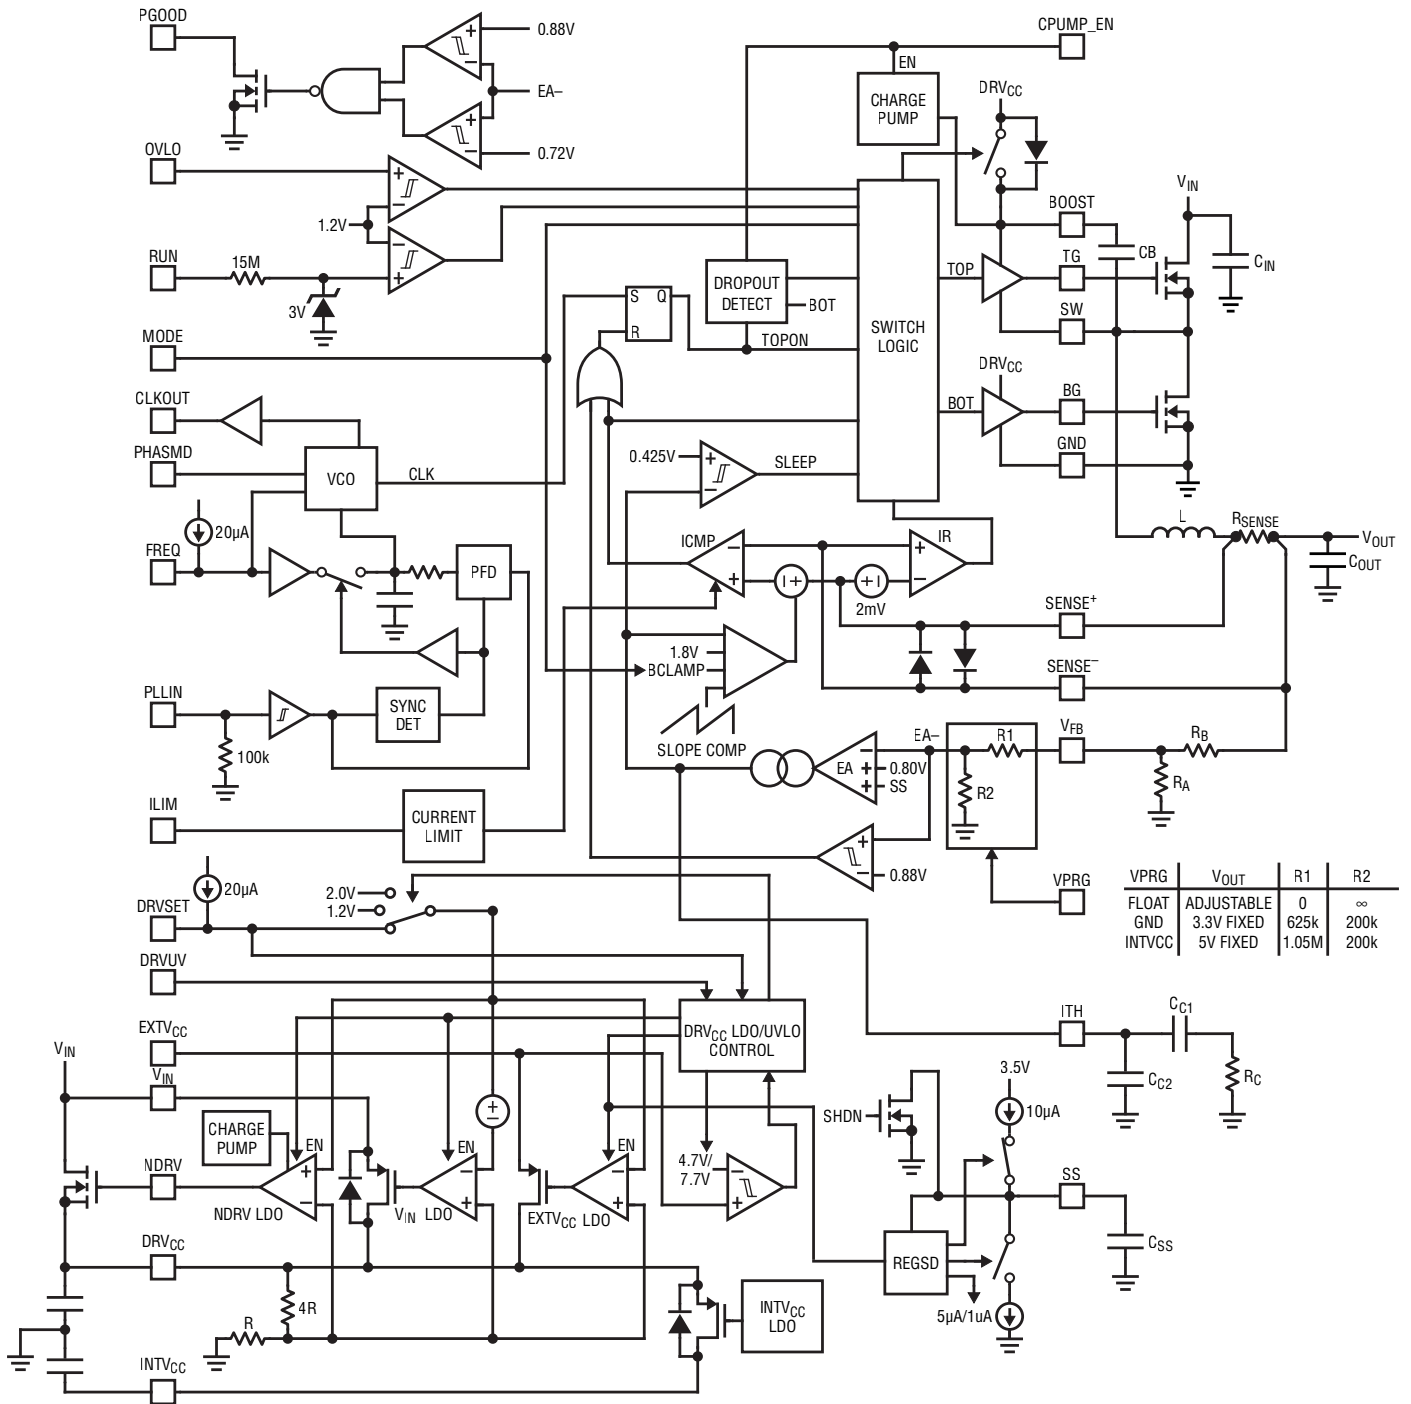 PGOOD
0.88V
EA–
0.72V
CPUMP_EN
EN
CHARGE
PUMP
DRVCC
OVLO
1.2V
RUN
15M
3V
VIN
BOOST
CB
CIN
TG
TOP
SW
DROPOUT
DETECT
BOT
S Q
R
TOPON
SWITCH
LOGIC
MODE
DRVCC
BG
BOT
GND
CLKOUT
PHASMD
VCO
CLK
0.425V
SLEEP
20µA
FREQ
PFD
ICMP
IR
2mV
L
RSENSE
VOUT
COUT
SENSE+
SENSE–
1.8V
BCLAMP
SLOPE COMP
PLLIN
SYNC
DET
100k
EA–
R1
VFB
RB
EA
0.80V
SS
R2
RA
ILIM
CURRENT
LIMIT
0.88V
VPRG
VPRG VOUT R1 R2
FLOAT ADJUSTABLE 0 ∞
GND 3.3V FIXED 625k 200k
INTVCC 5V FIXED 1.05M 200k
20µA
2.0V
1.2V
DRVSET
DRVUV
EXTVCC
DRVCC LDO/UVLO
CONTROL
ITH
CC1
CC2
RC
VIN
VIN
CHARGE
PUMP
EN
EN
EN
NDRV
NDRV LDO
VIN LDO
EXTVCC LDO
4.7V/
7.7V
SHDN
3.5V
10µA
SS
CSS
REGSD
5µA/1uA
DRVCC
4R
R
INTVCC
LDO
INTVCC